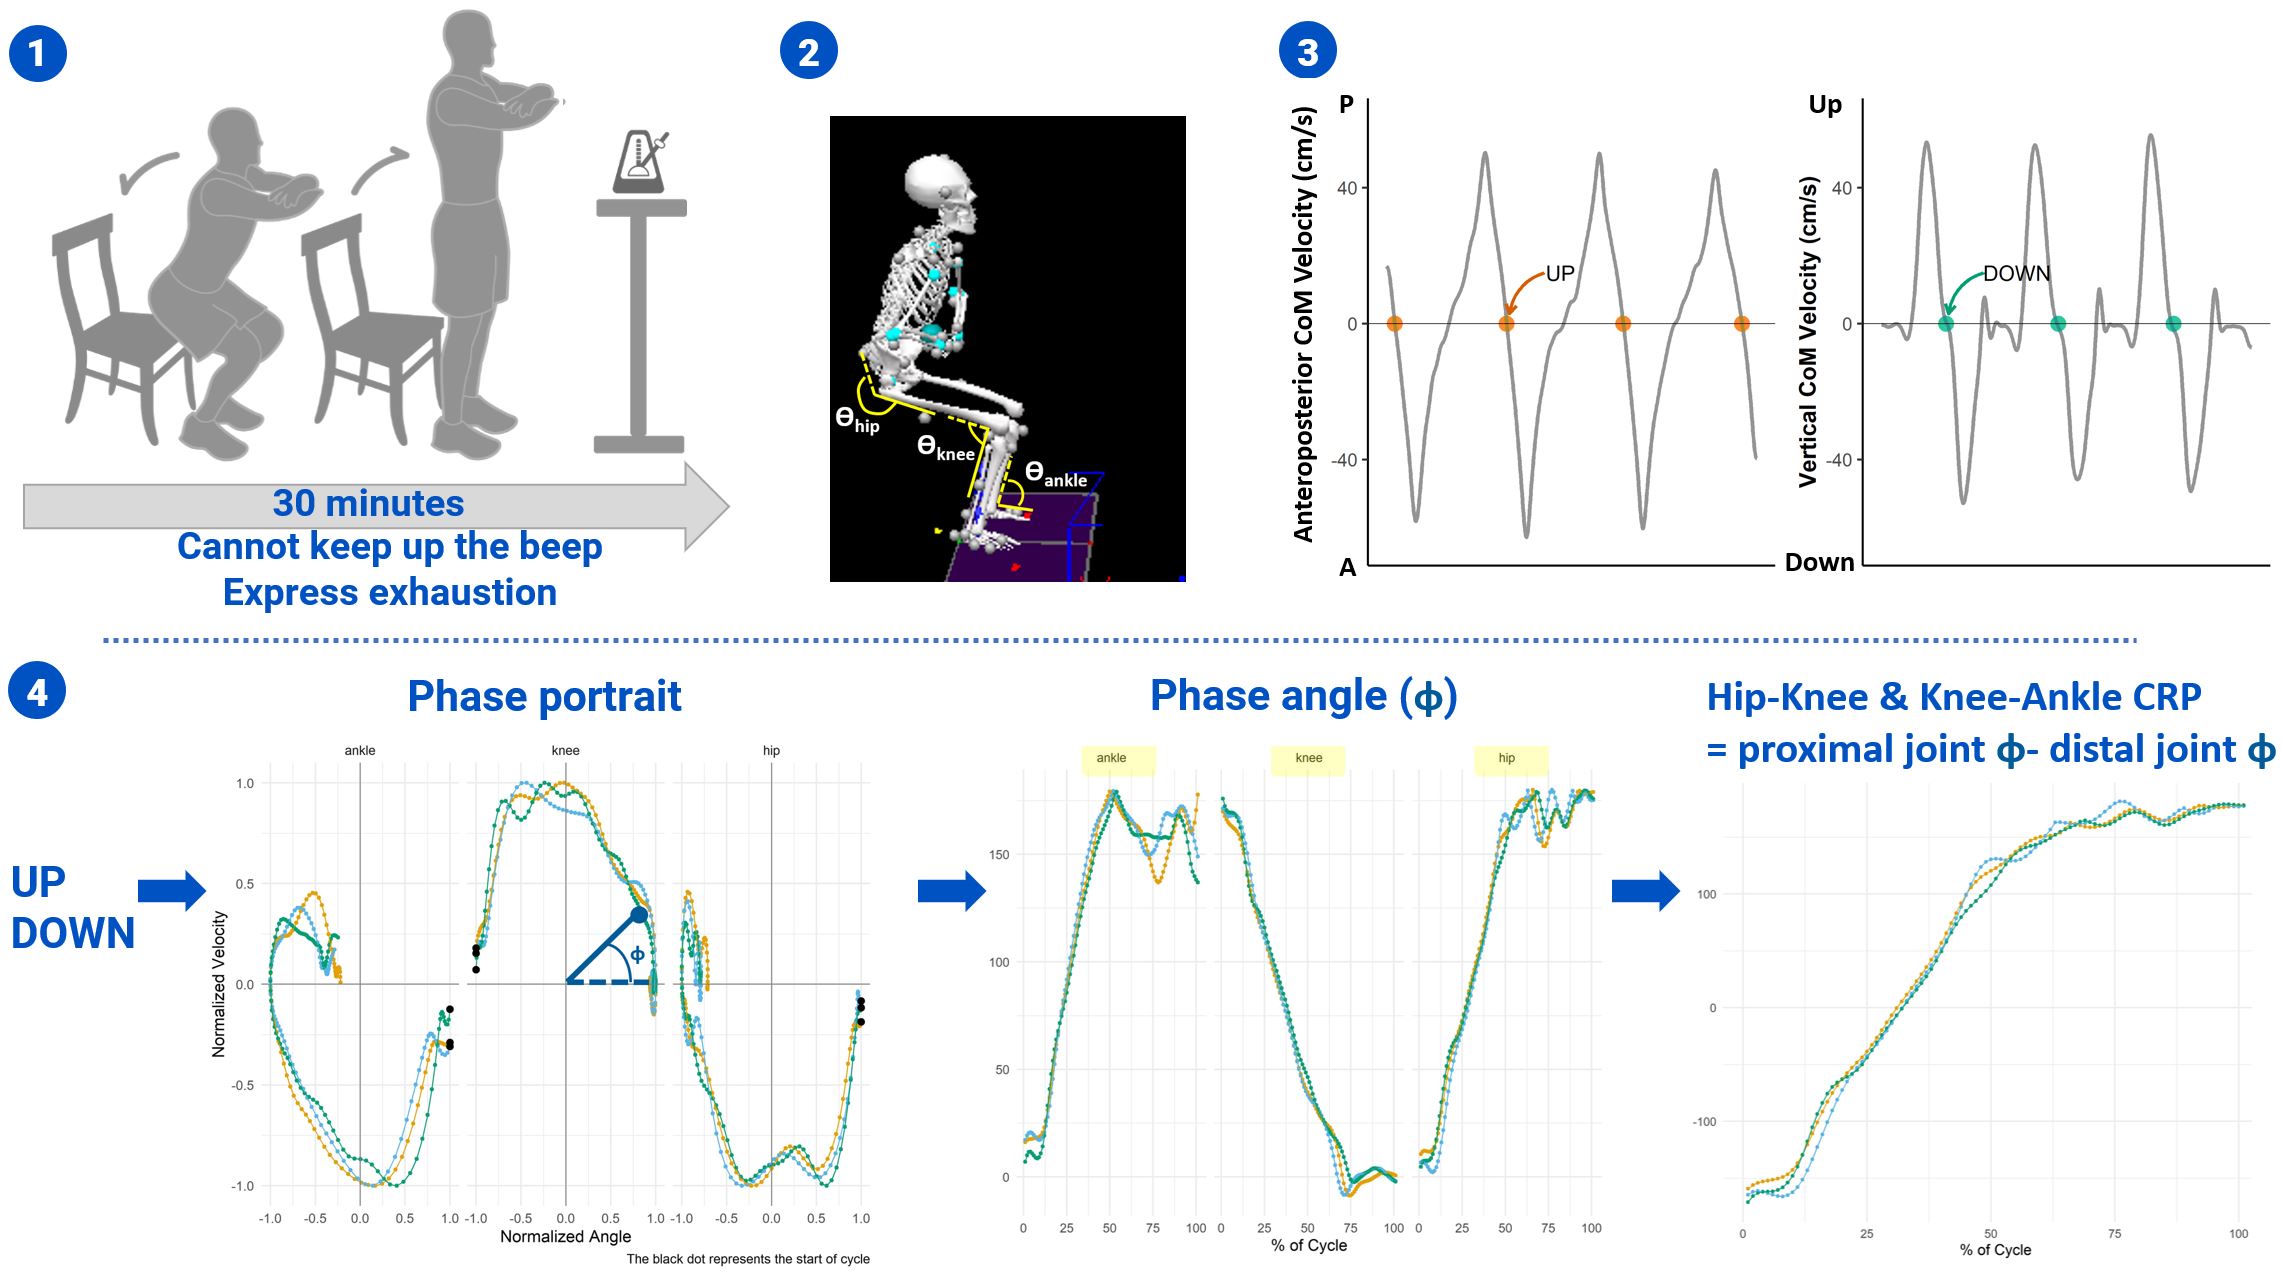 1
30 minutes
Cannot keep up the beep
Express exhaustion
2
ϴhip
ϴknee
ϴankle
3
P
Anteroposterior CoM Velocity (cm/s)
40
0
-40
A
UP
Up
Vertical CoM Velocity (cm/s)
40
0
-40
Down
DOWN
4
UP
DOWN
Phase portrait
ankle knee hip
Normalized Velocity
1.0
0.5
0.0
-0.5
-1.0
ϕ
-1.0 -0.5 0.0 0.5 1.0 -1.0 -0.5 0.0 0.5 1.0 -1.0 -0.5 0.0 0.5 1.0
Normalized Angle
The black dot represents the start of cycle
Phase angle (ϕ)
ankle knee hip
150
100
50
0
0 25 50 75 100 0 25 50 75 100 0 25 50 75 100
% of Cycle
Hip-Knee & Knee-Ankle CRP
= proximal joint ϕ- distal joint ϕ
100
0
-100
0 25 50 75 100
% of Cycle